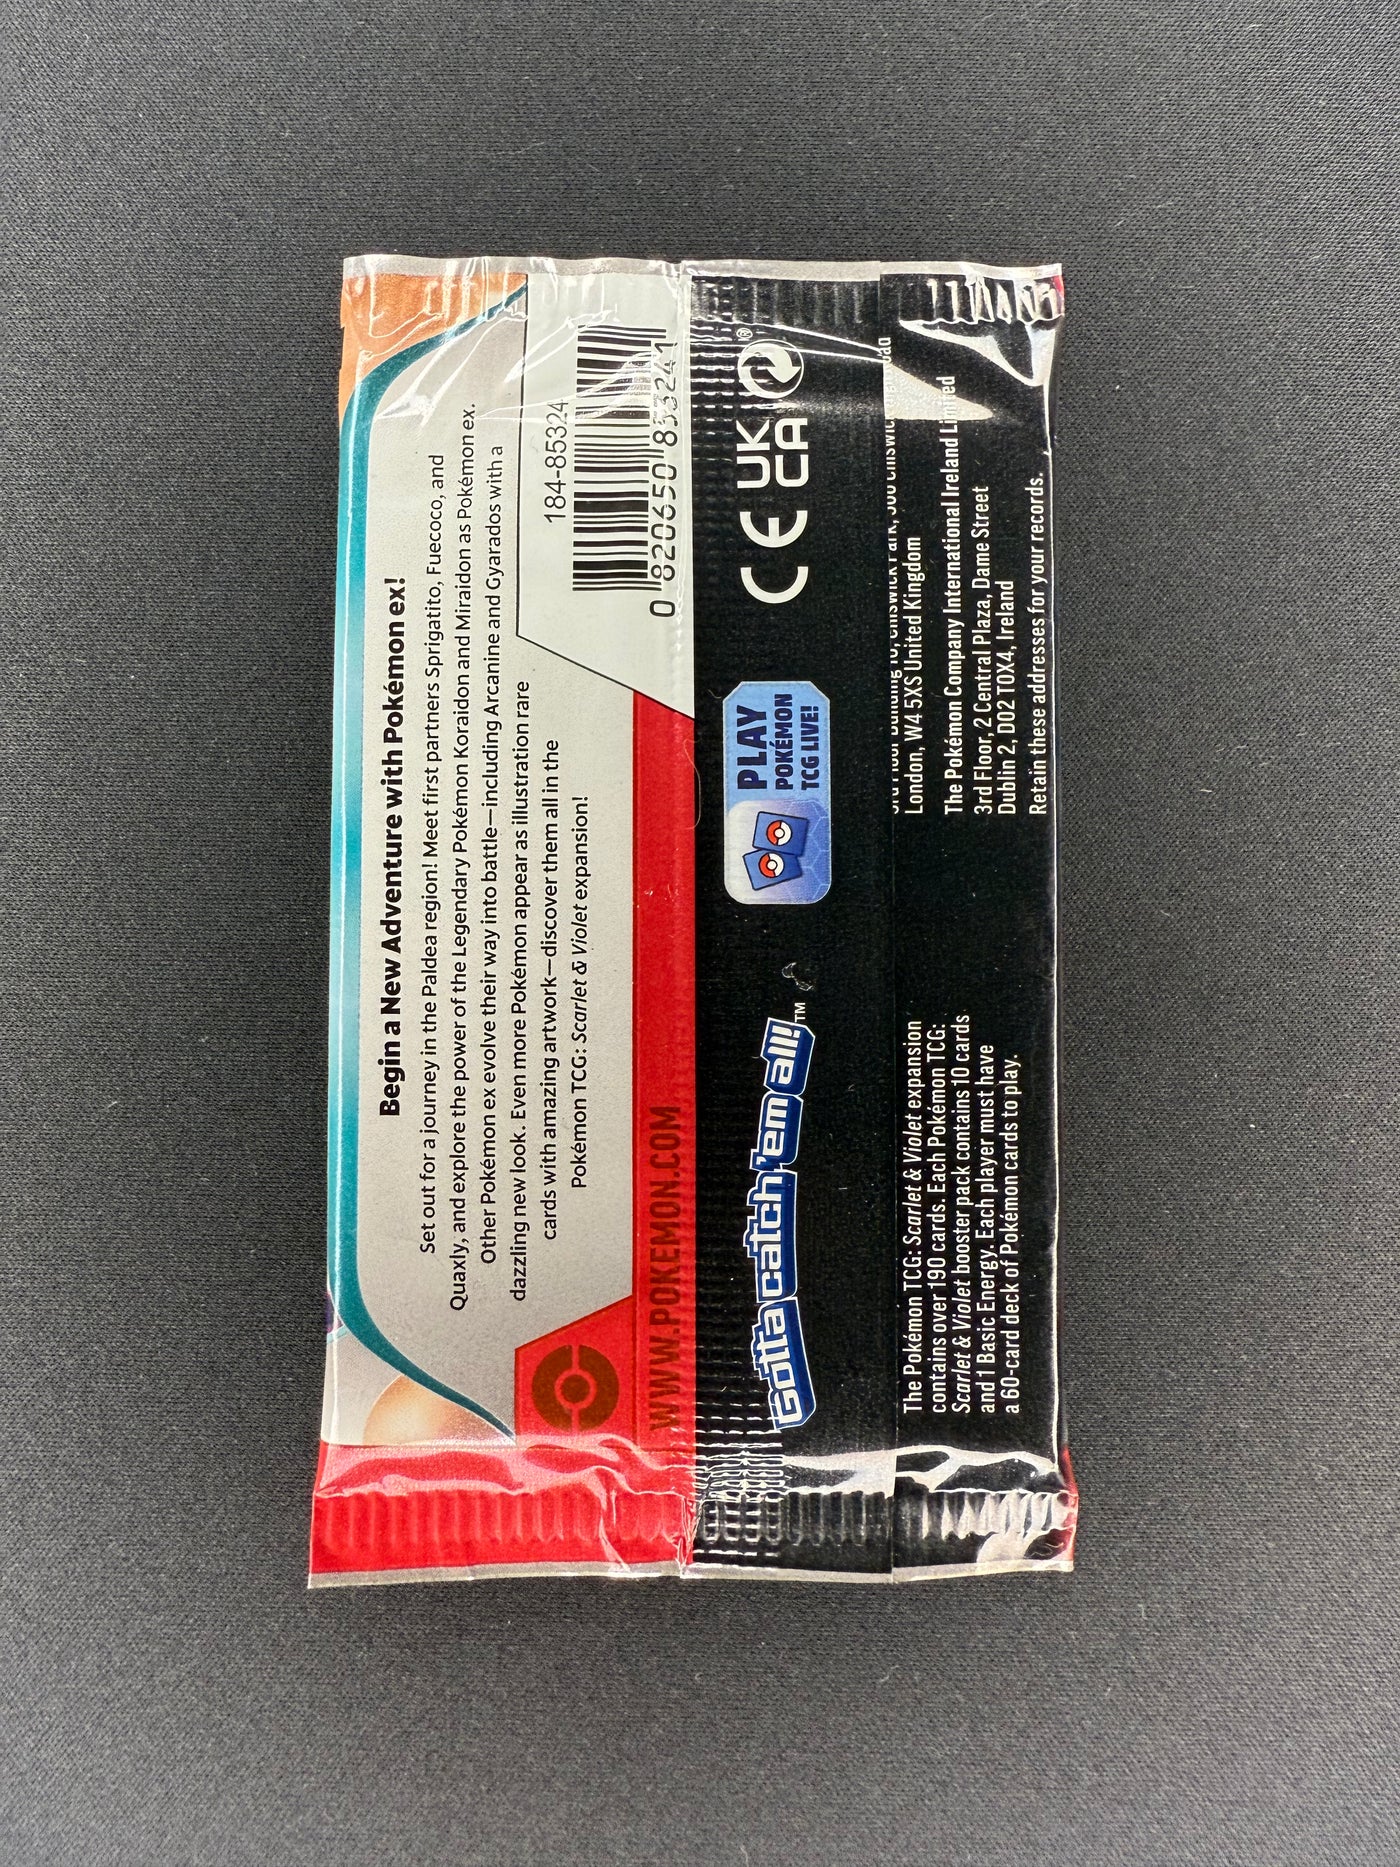 Begin a New Adventure with Pokémon ex!
Set out for a journey in the Paldea region! Meet first partners Sprigatito, Fuecoco, and
Quaxly, and explore the power of the Legendary Pokémon Koraidon and Miraidon as Pokémon ex.
Other Pokémon ex evolve their way into battle—including Arcanine and Gyarados with a
dazzling new look. Even more Pokémon appear as illustration rare
cards with amazing artwork—discover them all in the
Pokémon TCG: Scarlet & Violet expansion!
184-85324
0 820650 853241
WWW.POKEMON.COM
Gotta catch 'em all!™
PLAY
POKÉMON
TCG LIVE!
CE
UK
CA
®
The Pokémon TCG: Scarlet & Violet expansion
contains over 190 cards. Each Pokémon TCG:
Scarlet & Violet booster pack contains 10 cards
and 1 Basic Energy. Each player must have
a 60-card deck of Pokémon cards to play.
London, W4 5XS United Kingdom
The Pokémon Company International Ireland Limited
3rd Floor, 2 Central Plaza, Dame Street
Dublin 2, D02 T0X4, Ireland
Retain these addresses for your records.